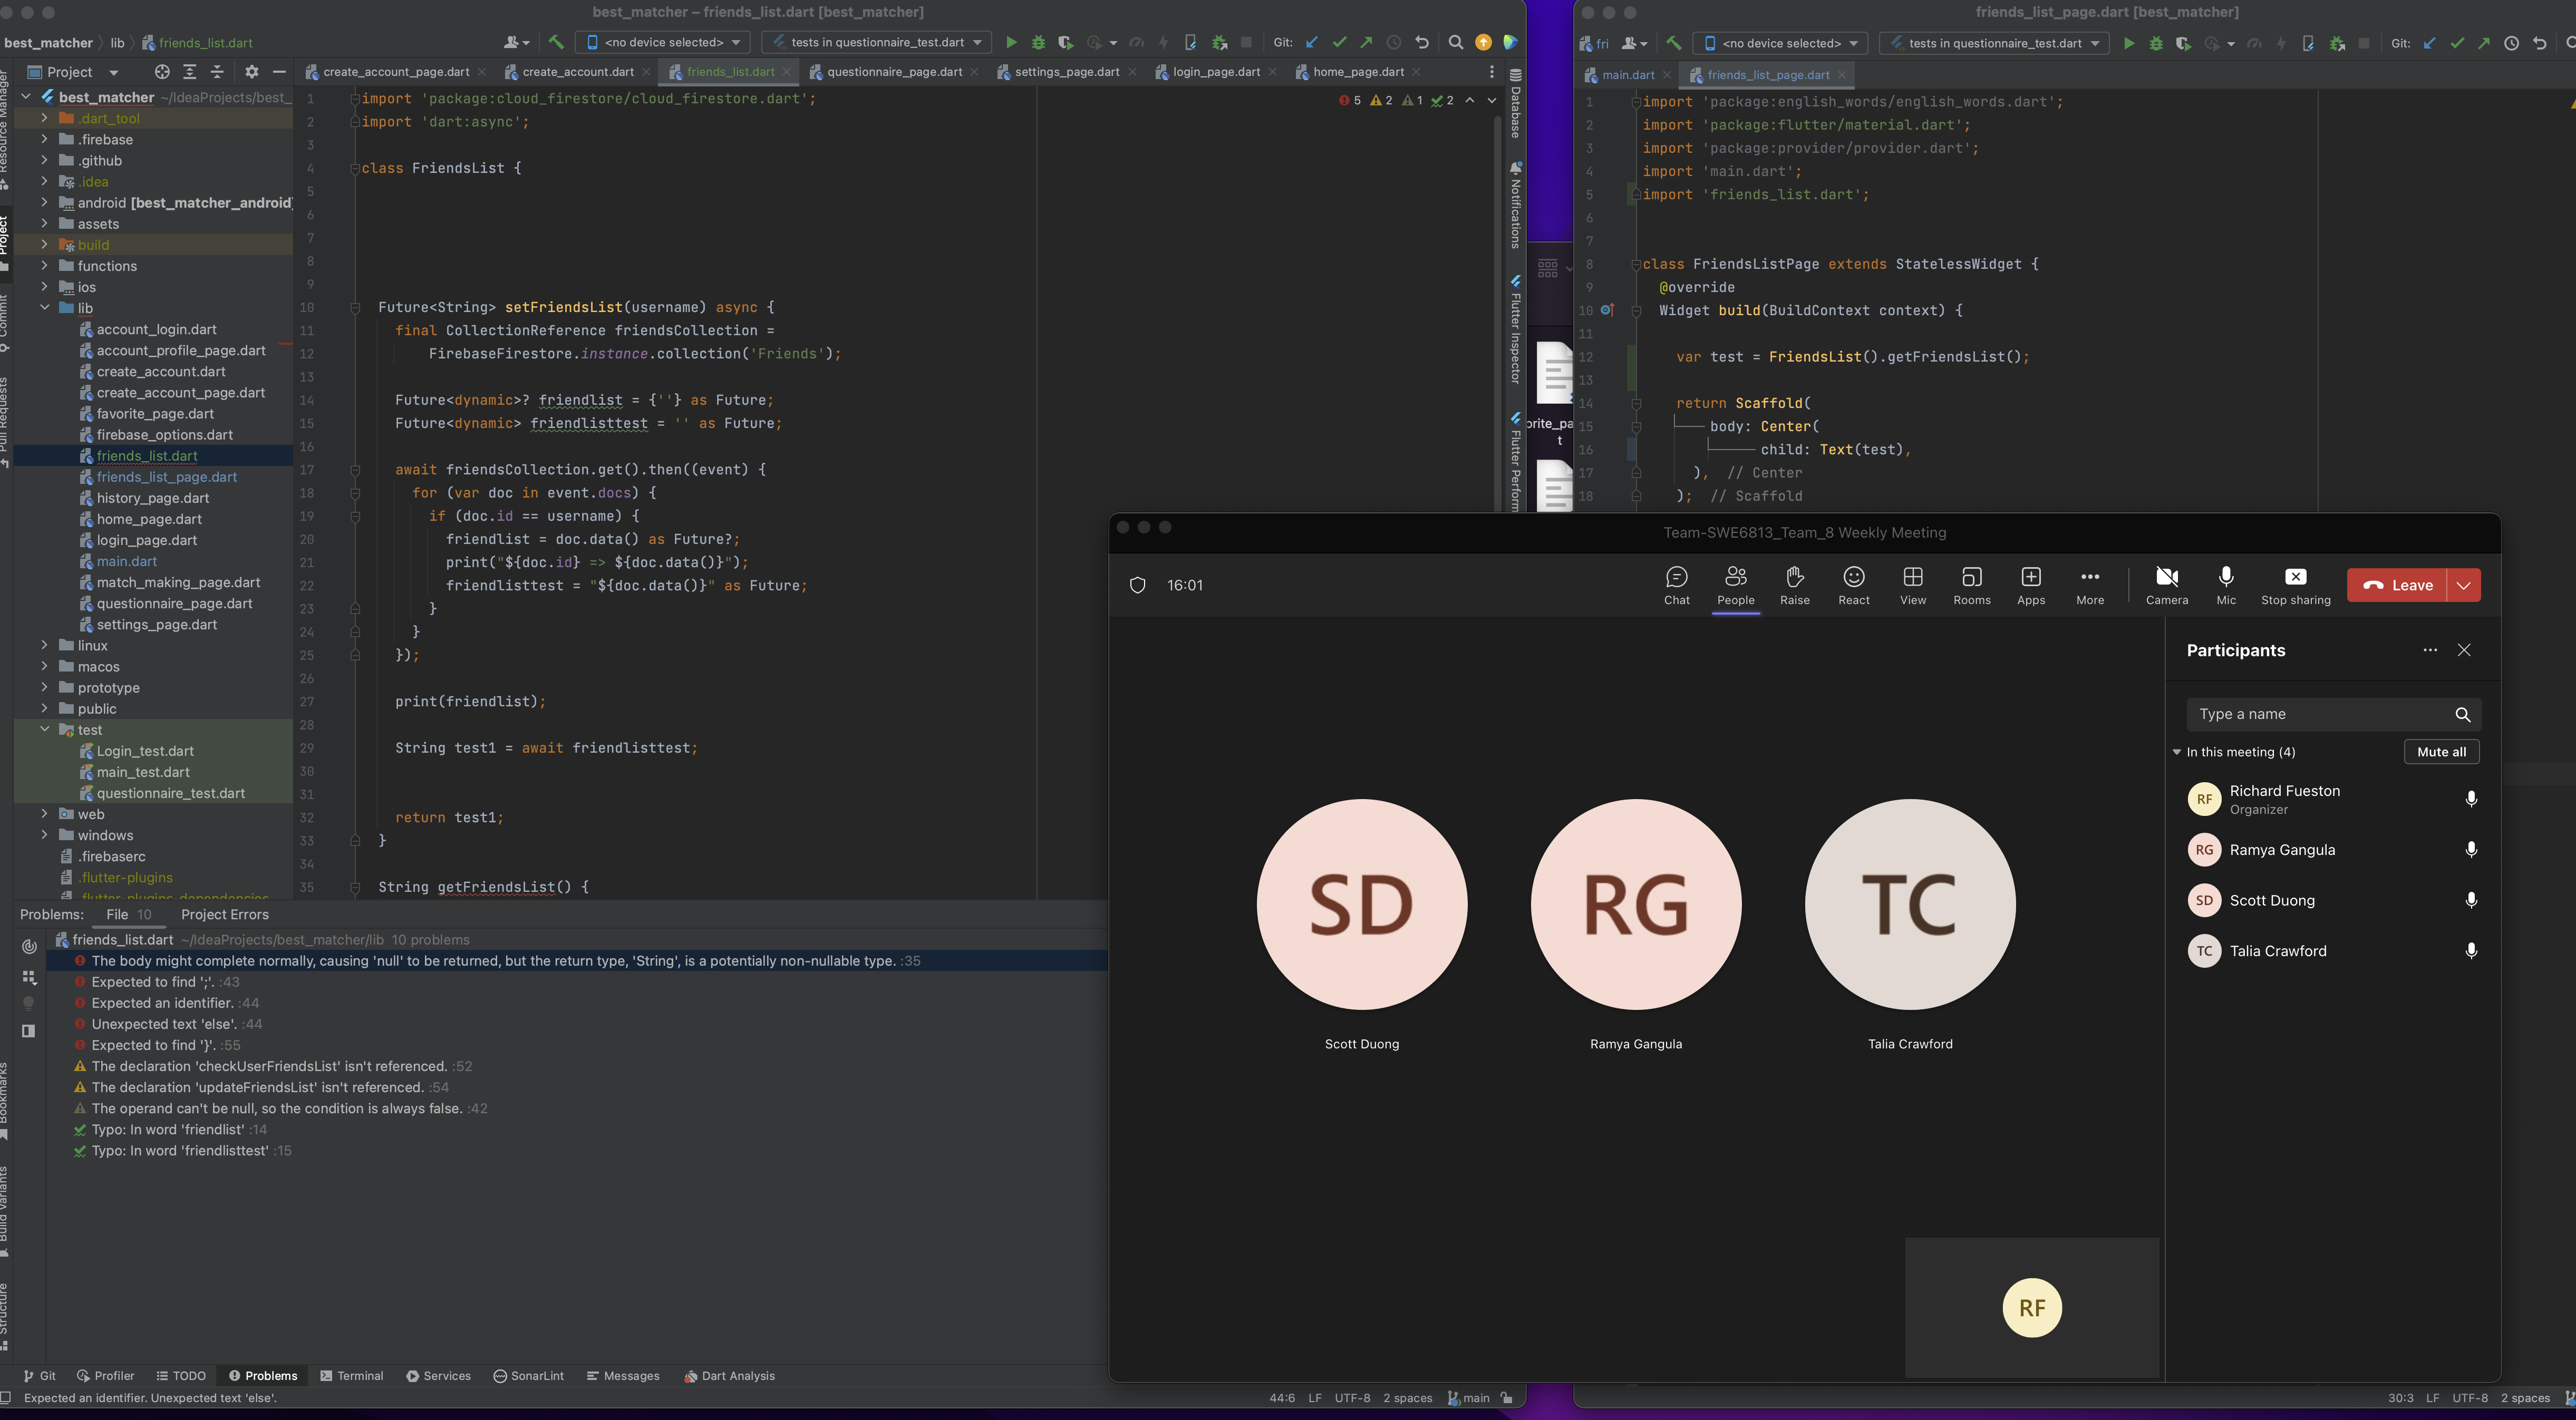 best_matcher – friends_list.dart [best_matcher]
best_matcher lib friends_list.dart
<no device selected> tests in questionnaire_test.dart Git:
Project
create_account_page.dart create_account.dart friends_list.dart questionnaire_page.dart settings_page.dart login_page.dart home_page.dart
best_matcher ~/IdeaProjects/best_
.dart_tool
.firebase
.github
.idea
android [best_matcher_android]
assets
build
functions
ios
lib
account_login.dart
account_profile_page.dart
create_account.dart
create_account_page.dart
favorite_page.dart
firebase_options.dart
friends_list.dart
friends_list_page.dart
history_page.dart
home_page.dart
login_page.dart
main.dart
match_making_page.dart
questionnaire_page.dart
settings_page.dart
linux
macos
prototype
public
test
Login_test.dart
main_test.dart
questionnaire_test.dart
web
windows
.firebaserc
.flutter-plugins
.flutter-plugins-dependencies
Resource Manager
Project
Commit
Pull Requests
Bookmarks
Build Variants
Structure
5 2 1 2
1 import 'package:cloud_firestore/cloud_firestore.dart';
2 import 'dart:async';
3
4 class FriendsList {
5
6
7
8
9
10 Future<String> setFriendsList(username) async {
11 final CollectionReference friendsCollection =
12 FirebaseFirestore.instance.collection('Friends');
13
14 Future<dynamic>? friendlist = {''} as Future;
15 Future<dynamic> friendlisttest = '' as Future;
16
17 await friendsCollection.get().then((event) {
18 for (var doc in event.docs) {
19 if (doc.id == username) {
20 friendlist = doc.data() as Future?;
21 print("${doc.id} => ${doc.data()}");
22 friendlisttest = "${doc.data()}" as Future;
23 }
24 }
25 });
26
27 print(friendlist);
28
29 String test1 = await friendlisttest;
30
31
32 return test1;
33 }
34
35 String getFriendsList() {
Database
Notifications
Flutter Inspector
Flutter Perform
Problems: File 10 Project Errors
friends_list.dart ~/IdeaProjects/best_matcher/lib 10 problems
The body might complete normally, causing 'null' to be returned, but the return type, 'String', is a potentially non-nullable type. :35
Expected to find ';'. :43
Expected an identifier. :44
Unexpected text 'else'. :44
Expected to find '}'. :55
The declaration 'checkUserFriendsList' isn't referenced. :52
The declaration 'updateFriendsList' isn't referenced. :54
The operand can't be null, so the condition is always false. :42
Typo: In word 'friendlist' :14
Typo: In word 'friendlisttest' :15
Git Profiler TODO Problems Terminal Services SonarLint Messages Dart Analysis
Expected an identifier. Unexpected text 'else'.
44:6 LF UTF-8 2 spaces main
orite_pa
t
friends_list_page.dart [best_matcher]
fri <no device selected> tests in questionnaire_test.dart Git:
main.dart friends_list_page.dart
1 import 'package:english_words/english_words.dart';
2 import 'package:flutter/material.dart';
3 import 'package:provider/provider.dart';
4 import 'main.dart';
5 import 'friends_list.dart';
6
7
8 class FriendsListPage extends StatelessWidget {
9 @override
10 Widget build(BuildContext context) {
11
12 var test = FriendsList().getFriendsList();
13
14 return Scaffold(
15 body: Center(
16 child: Text(test),
17 ), // Center
18 ); // Scaffold
30:3 LF UTF-8 2 spaces
Team-SWE6813_Team_8 Weekly Meeting
16:01
Chat People Raise React View Rooms Apps More Camera Mic Stop sharing Leave
Participants
Type a name
In this meeting (4) Mute all
RF Richard Fueston
Organizer
RG Ramya Gangula
SD Scott Duong
TC Talia Crawford
SD RG TC
Scott Duong Ramya Gangula Talia Crawford
RF